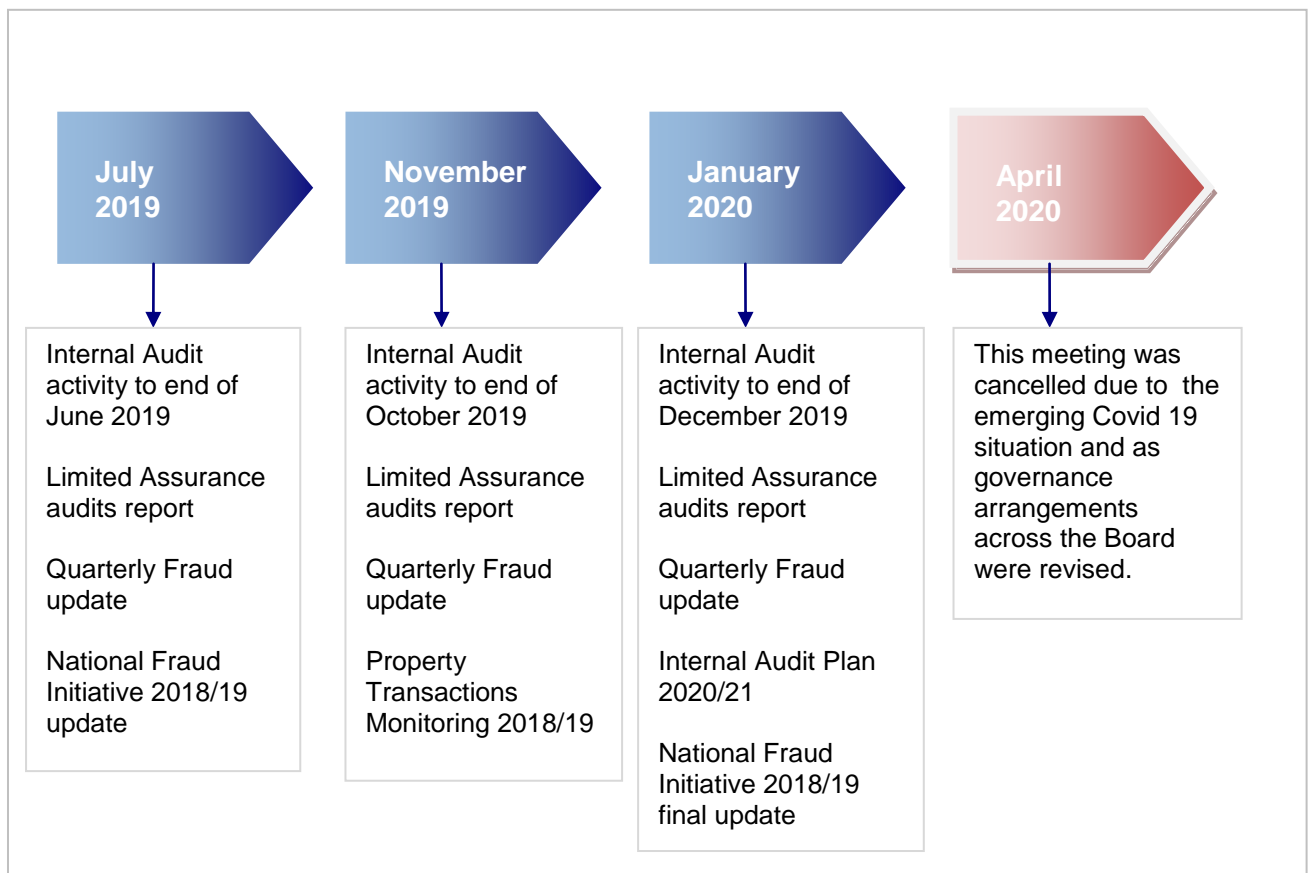 July
2019
November
2019
January
2020
April
2020
Internal Audit
activity to end of
June 2019
Limited Assurance
audits report
Quarterly Fraud
update
National Fraud
Initiative 2018/19
update
Internal Audit
activity to end of
October 2019
Limited Assurance
audits report
Quarterly Fraud
update
Property
Transactions
Monitoring 2018/19
Internal Audit
activity to end of
December 2019
Limited Assurance
audits report
Quarterly Fraud
update
Internal Audit Plan
2020/21
National Fraud
Initiative 2018/19
final update
This meeting was
cancelled due to  the
emerging Covid 19
situation and as
governance
arrangements
across the Board
were revised.